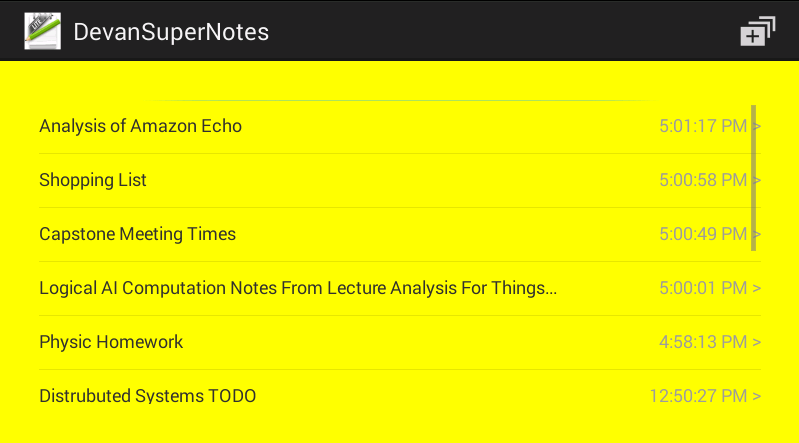 DevanSuperNotes
Analysis of Amazon Echo 5:01:17 PM >
Shopping List 5:00:58 PM >
Capstone Meeting Times 5:00:49 PM >
Logical AI Computation Notes From Lecture Analysis For Things... 5:00:01 PM >
Physic Homework 4:58:13 PM >
Distrubuted Systems TODO 12:50:27 PM >